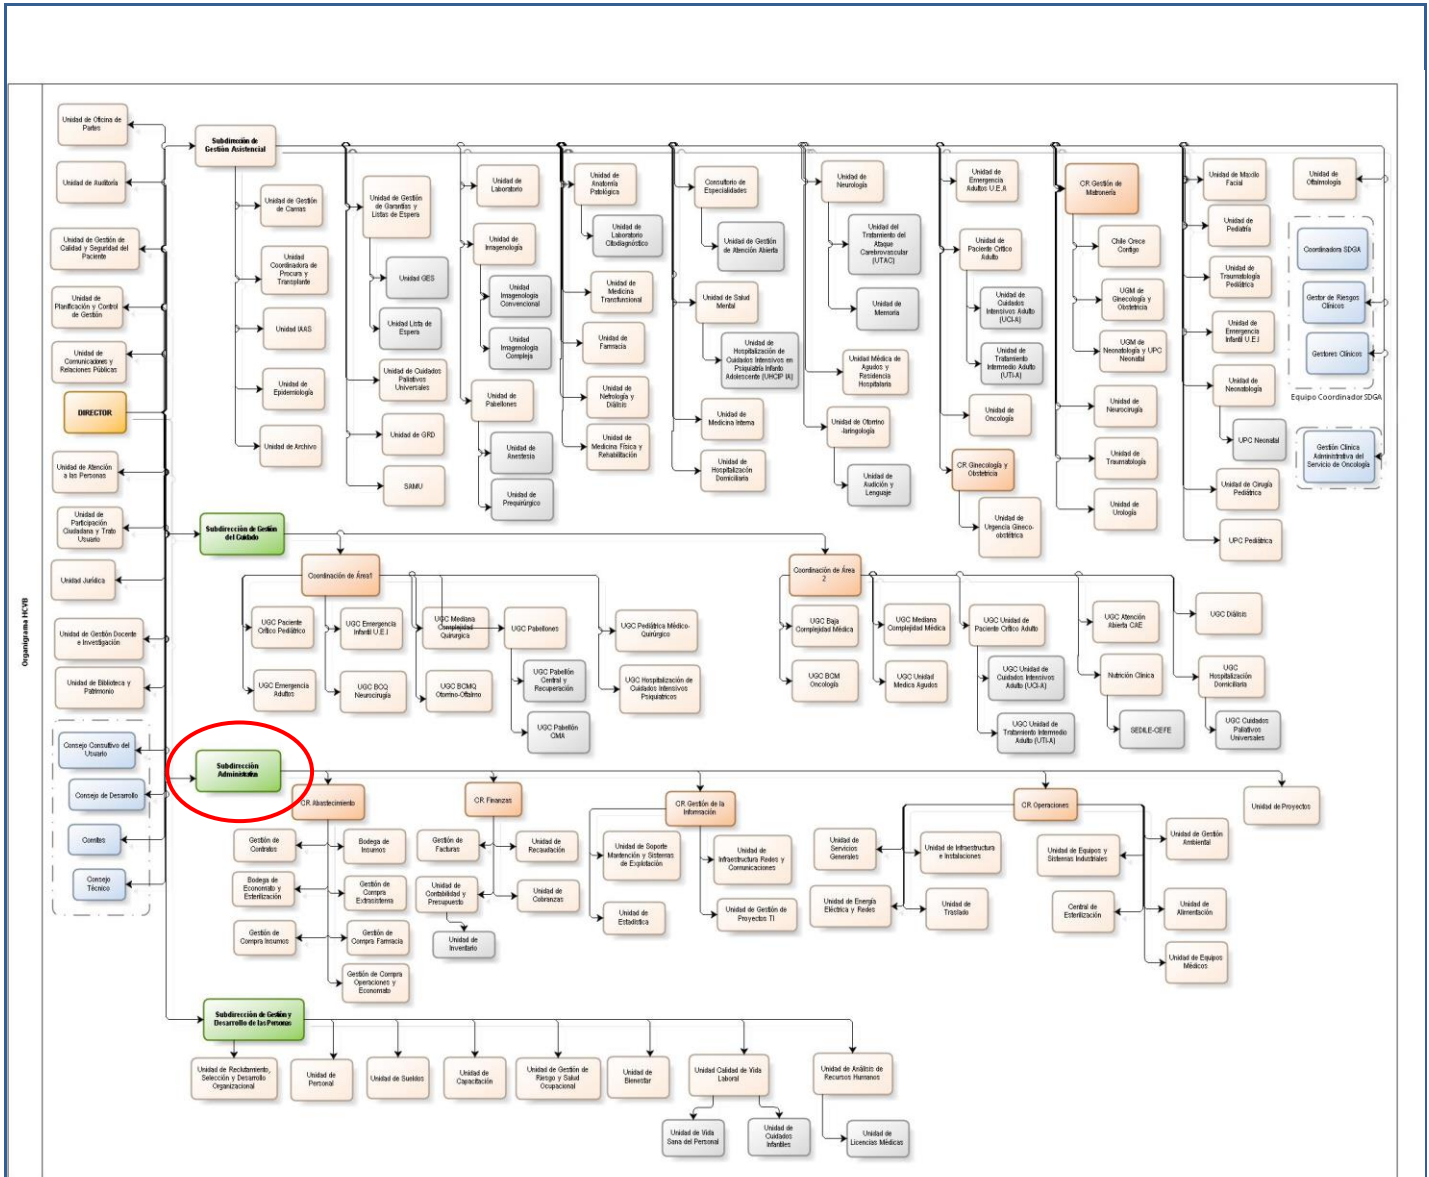 Organigrama HCVB
Unidad de Oficina de
Partes
Unidad de Auditoría
Unidad de Gestión de
Calidad y Seguridad del
Paciente
Unidad de
Planificación y Control
de Gestión
Unidad de
Comunicaciones y
Relaciones Públicas
DIRECTOR
Unidad de Atención
a las Personas
Unidad de
Participación
Ciudadana y Trato
Usuario
Unidad Jurídica
Unidad de Gestión Docente
e Investigación
Unidad de Biblioteca y
Patrimonio
Consejo Consultivo del
Usuario
Consejo de Desarrollo
Comites
Consejo
Técnico
Subdirección de
Gestión Asistencial
Unidad de Gestión
de Camas
Unidad
Coordinadora de
Procura y
Transplante
Unidad IAAS
Unidad de
Epidemiología
Unidad de Archivo
Unidad de Gestión
de Garantías y
Listas de Espera
Unidad GES
Unidad Lista de
Espera
Unidad de Cuidados
Paliativos
Universales
Unidad de GRD
SAMU
Unidad de
Laboratorio
Unidad de
Imagenología
Unidad
Imagenología
Convencional
Unidad
Imagenología
Compleja
Unidad de
Pabellones
Unidad de
Anestesia
Unidad de
Prequirúrgico
Unidad de
Anatomía
Patológica
Unidad de
Laboratorio
Citodiagnóstico
Unidad de
Medicina
Transfusional
Unidad de
Farmacia
Unidad de
Nefrología y
Diálisis
Unidad de
Medicina Física y
Rehabilitación
Consultorio de
Especialidades
Unidad de Gestión
de Atención Abierta
Unidad de Salud
Mental
Unidad de
Hospitalización de
Cuidados Intensivos en
Psiquiatría Infanto
Adolescente (UHCIP IA)
Unidad de
Medicina Interna
Unidad de
Hospitalización
Domiciliaria
Unidad de
Neurología
Unidad del
Tratamiento del
Ataque
Carebrovascular
(UTAC)
Unidad de
Memoria
Unidad Médica de
Agudos y
Residencia
Hospitalaria
Unidad de Otorrino
-laringología
Unidad de
Audición y
Lenguaje
Unidad de
Emergencia
Adultos U.E.A
Unidad de
Paciente Crítico
Adulto
Unidad de
Cuidados
Intensivos Adulto
(UCI-A)
Unidad de
Tratamiento
Intermedio Adulto
(UTI-A)
Unidad de
Oncología
CR Ginecología y
Obstetricia
Unidad de
Urgencia Gineco-
obstétrica
CR Gestión de
Matronería
Chile Crece
Contigo
UGM de
Ginecología y
Obstetricia
UGM de
Neonatología y UPC
Neonatal
Unidad de
Neurocirugía
Unidad de
Traumatología
Unidad de
Urología
Unidad de Maxilo
Facial
Unidad de
Pediatría
Unidad de
Traumatología
Pediátrica
Unidad de
Emergencia
Infantil U.E.I
Unidad de
Neonatología
UPC Neonatal
Unidad de Cirugía
Pediátrica
UPC Pediátrica
Unidad de
Oftalmología
Coordinadora SDGA
Gestor de Riesgos
Clínicos
Gestores Clínicos
Equipo Coordinador SDGA
Gestión Clínica
Administrativa del
Servicio de Oncología
Subdirección de Gestión
del Cuidado
Coordinación de Área1
UGC Paciente
Crítico Pediátrico
UGC Emergencia
Adultos
UGC Emergencia
Infantil U.E.I
UGC BCQ
Neurocirugía
UGC Mediana
Complejidad
Quirurgica
UGC BCMQ
Otorrino-Oftalmo
UGC Pabellones
UGC Pabellón
Central y
Recuperación
UGC Pabellón
CMA
UGC Pediátrica Médico-
Quirúrgico
UGC Hospitalización de
Cuidados Intensivos
Psiquiatricos
Coordinación de Área
2
UGC Baja
Complejidad Médica
UGC BCM
Oncología
UGC Mediana
Complejidad Médica
UGC Unidad
Medica Agudos
UGC Unidad de
Paciente Crítico Adulto
UGC Unidad de
Cuidados Intensivos
Adulto (UCI-A)
UGC Unidad de
Tratamiento Intermedio
Adulto (UTI-A)
UGC Atención
Abierta CAE
Nutrición Clínica
SEDILE-CEFE
UGC Diálisis
UGC
Hospitalización
Domiciliaria
UGC Cuidados
Paliativos
Universales
Subdirección
Administrativa
CR Abastecimiento
Gestión de
Contratos
Bodega de
Insumos
Bodega de
Economato y
Esterilización
Gestión de
Compra
Extrasistema
Gestión de
Compra Insumos
Gestión de
Compra Farmacia
Gestión de Compra
Operaciones y
Economato
CR Finanzas
Gestión de
Facturas
Unidad de
Recaudación
Unidad de
Contabilidad y
Presupuesto
Unidad de
Cobranzas
Unidad de
Inventario
CR Gestión de la
Información
Unidad de Soporte
Mantención y Sistemas
de Explotación
Unidad de
Infraestructura Redes y
Comunicaciones
Unidad de
Estadística
Unidad de Gestión de
Proyectos TI
CR Operaciones
Unidad de
Servicios
Generales
Unidad de Infraestructura
e Instalaciones
Unidad de Energía
Eléctrica y Redes
Unidad de
Traslado
Unidad de Equipos y
Sistemas Industriales
Unidad de Gestión
Ambiental
Central de
Esterilización
Unidad de
Alimentación
Unidad de Equipos
Médicos
Unidad de Proyectos
Subdirección de Gestión y
Desarrollo de las Personas
Unidad de Reclutamiento,
Selección y Desarrollo
Organizacional
Unidad de
Personal
Unidad de Sueldos
Unidad de
Capacitación
Unidad de Gestión de
Riesgo y Salud
Ocupacional
Unidad de
Bienestar
Unidad Calidad de Vida
Laboral
Unidad de Análisis de
Recursos Humanos
Unidad de Vida
Sana del Personal
Unidad de
Cuidados
Infantiles
Unidad de
Licencias Médicas